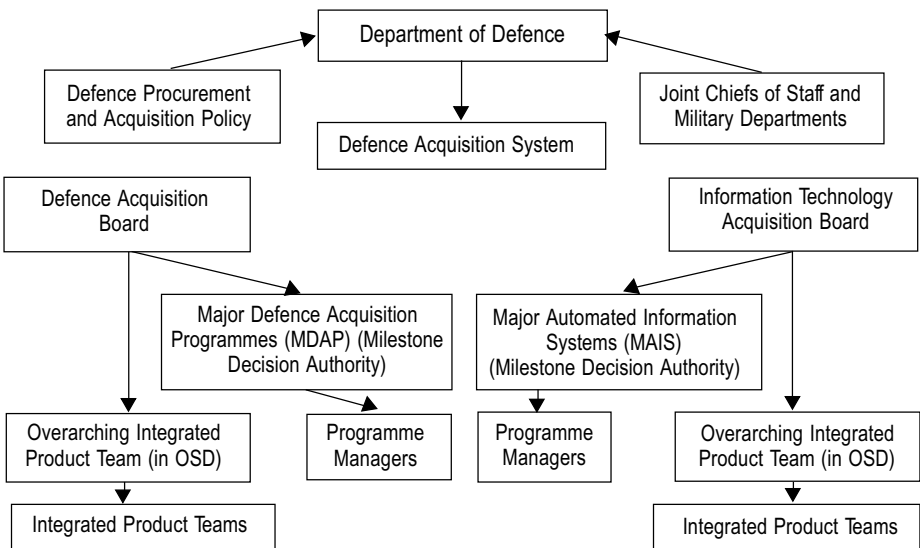 Department of Defence
Defence Procurement
and Acquisition Policy
Joint Chiefs of Staff and
Military Departments
Defence Acquisition System
Defence Acquisition
Board
Information Technology
Acquisition Board
Major Defence Acquisition
Programmes (MDAP) (Milestone
Decision Authority)
Major Automated Information
Systems (MAIS)
(Milestone Decision Authority)
Overarching Integrated
Product Team (in OSD)
Programme
Managers
Programme
Managers
Overarching Integrated
Product Team (in OSD)
Integrated Product Teams
Integrated Product Teams